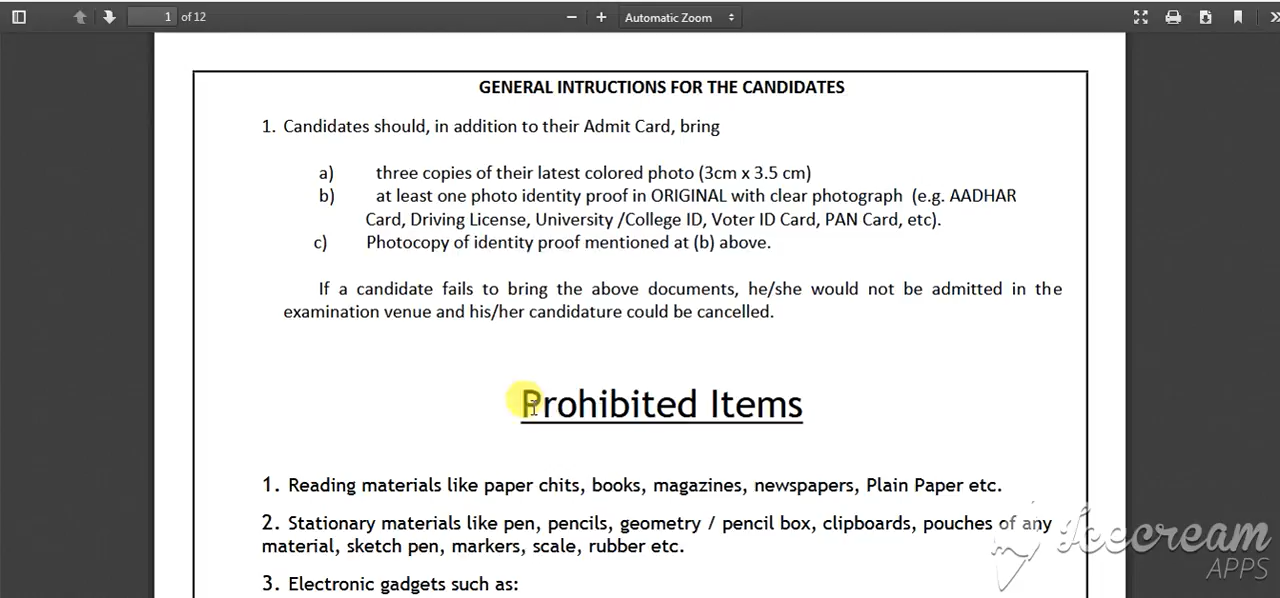 1 of 12
Automatic Zoom
GENERAL INTRUCTIONS FOR THE CANDIDATES
1. Candidates should, in addition to their Admit Card, bring
a) three copies of their latest colored photo (3cm x 3.5 cm)
b) at least one photo identity proof in ORIGINAL with clear photograph (e.g. AADHAR
Card, Driving License, University /College ID, Voter ID Card, PAN Card, etc).
c) Photocopy of identity proof mentioned at (b) above.
If a candidate fails to bring the above documents, he/she would not be admitted in the
examination venue and his/her candidature could be cancelled.
Prohibited Items
1. Reading materials like paper chits, books, magazines, newspapers, Plain Paper etc.
2. Stationary materials like pen, pencils, geometry / pencil box, clipboards, pouches of any
material, sketch pen, markers, scale, rubber etc.
3. Electronic gadgets such as:
Icecream
APPS